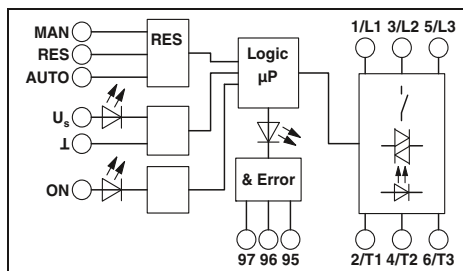 MAN
RES
AUTO
RES
Us
⊥
ON
Logic
µP
& Error
97 96 95
1/L1 3/L2 5/L3
2/T1 4/T2 6/T3